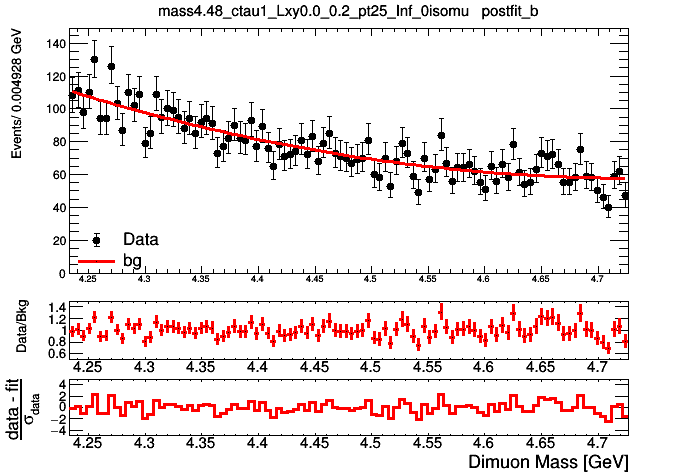 mass4.48_ctau1_Lxy0.0_0.2_pt25_Inf_0isomu postfit_b
Events/ 0.004928 GeV
140
120
100
80
60
40
20
0
Data
bg
4.25 4.3 4.35 4.4 4.45 4.5 4.55 4.6 4.65 4.7
Data/Bkg
1.4
1.2
1.0
0.8
0.6
4.25 4.3 4.35 4.4 4.45 4.5 4.55 4.6 4.65 4.7
data - fit
σdata
4
2
0
−2
−4
4.25 4.3 4.35 4.4 4.45 4.5 4.55 4.6 4.65 4.7
Dimuon Mass [GeV]